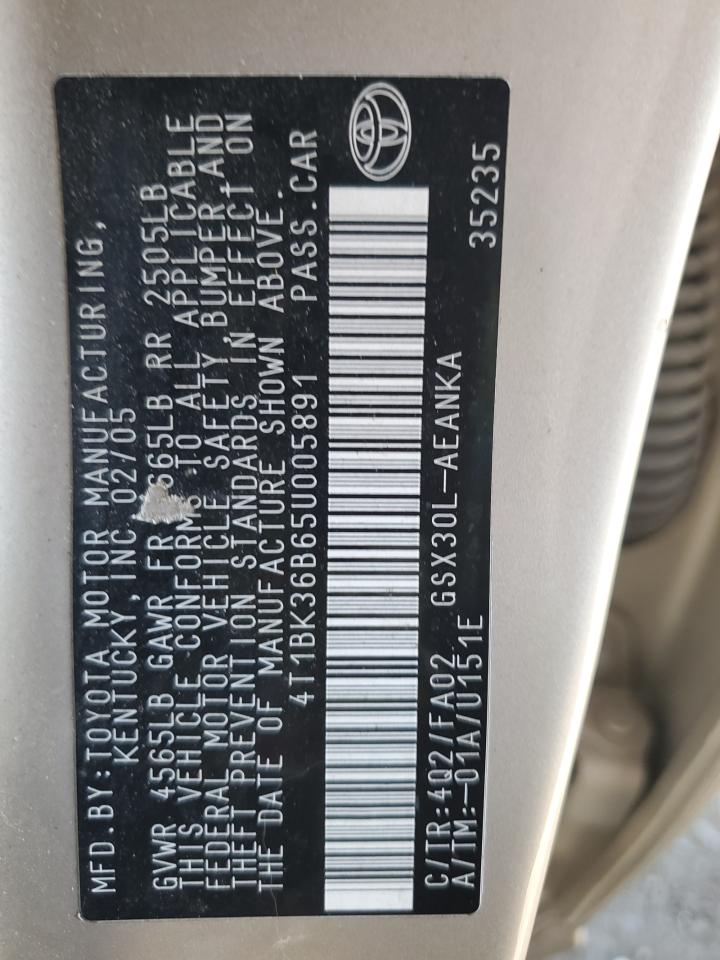 MFD.BY:TOYOTA MOTOR MANUFACTURING,
KENTUCKY,INC 02/05
GVWR 4565LB GAWR FR RR 2505LB
THIS VEHICLE CONFORMS TO ALL APPLICABLE
FEDERAL MOTOR VEHICLE SAFETY,BUMPER,AND
THEFT PREVENTION STANDARDS IN EFFECT ON
THE DATE OF MANUFACTURE SHOWN ABOVE.
4T1BK36B65U005891 PASS.CAR
C/TR:4Q2/FA02 GSX30L-AEANKA
A/TM:-01A/U151E 35235